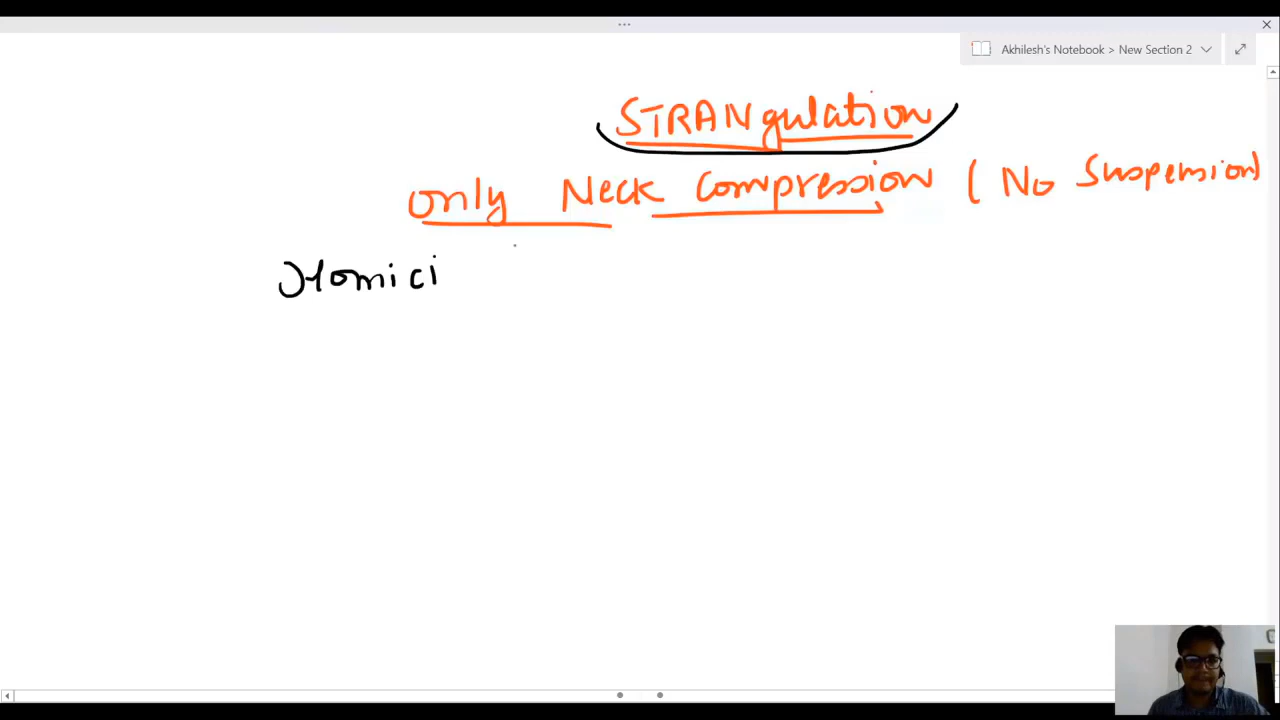 Akhilesh's Notebook > New Section 2
STRANgulation
only Neck compression (No Suspension)
Homici